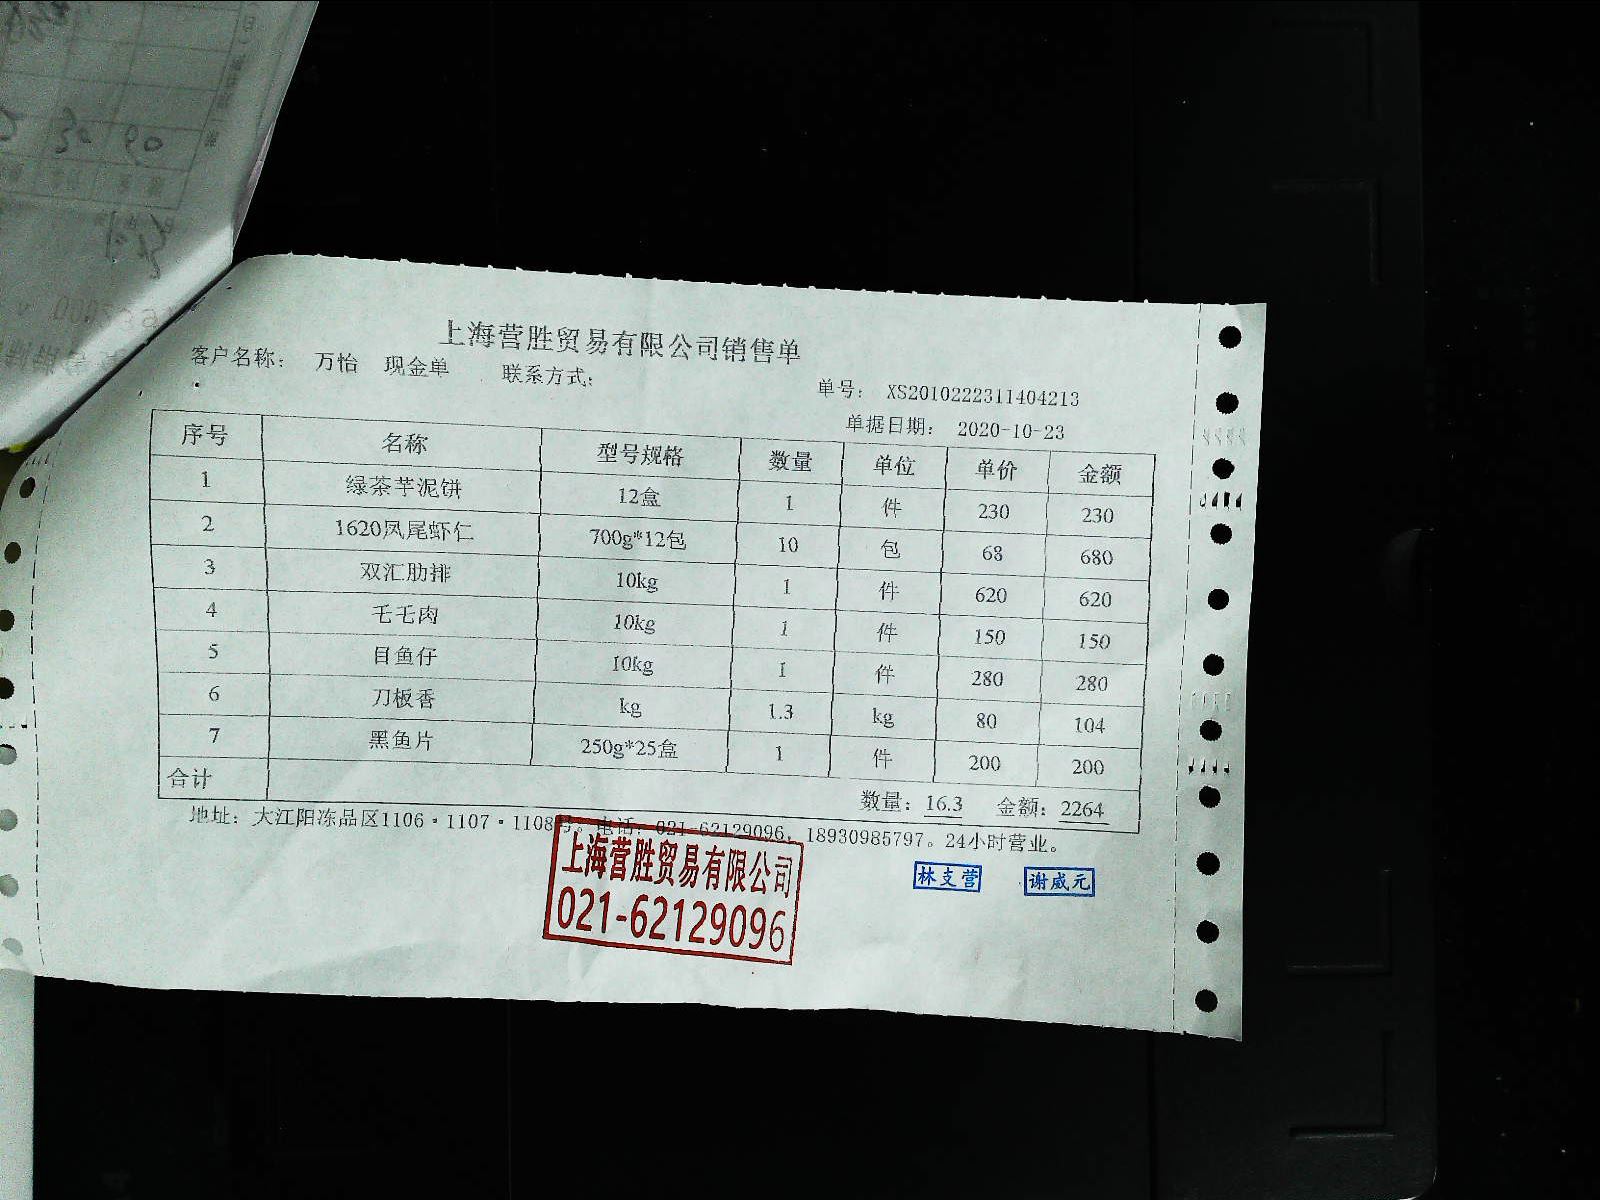 上海营胜贸易有限公司销售单
客户名称： 万怡 现金单 联系方式：
单号： XS2010222311404213
单据日期： 2020-10-23
序号 名称 型号规格 数量 单位 单价 金额
1 绿茶芋泥饼 12盒 1 件 230 230
2 1620凤尾虾仁 700g*12包 10 包 68 680
3 双汇肋排 10kg 1 件 620 620
4 毛毛肉 10kg 1 件 150 150
5 目鱼仔 10kg 1 件 280 280
6 刀板香 kg 1.3 kg 80 104
7 黑鱼片 250g*25盒 1 件 200 200
合计 数量：16.3 金额：2264
地址：大江阳冻品区1106·1107·1108号。电话：021-62129096，18930985797。24小时营业。
上海营胜贸易有限公司
021-62129096
林支营 谢威元